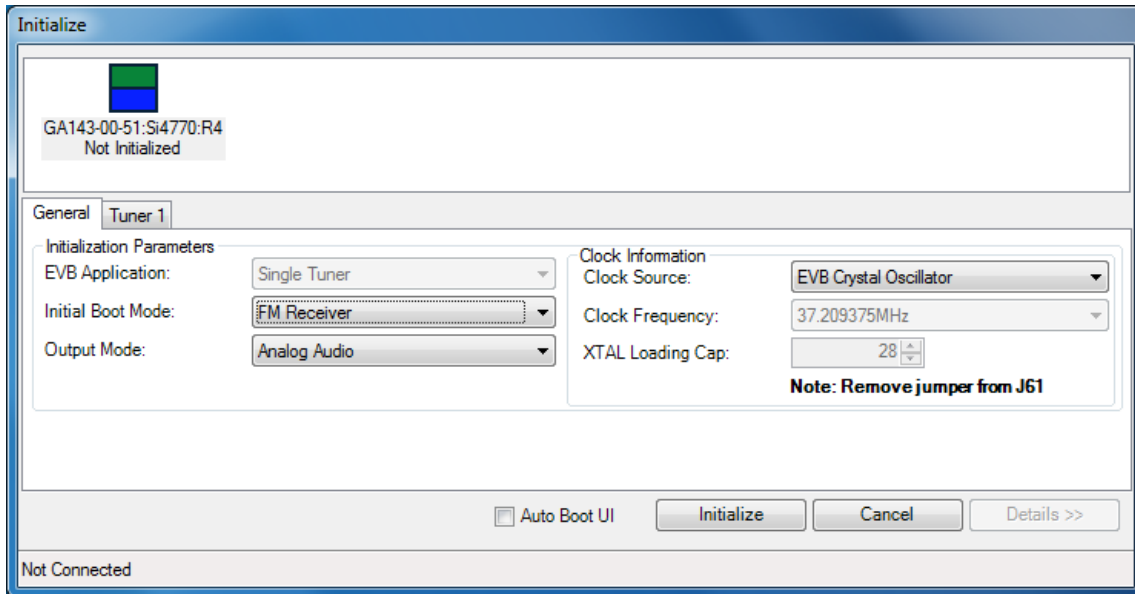 Initialize
GA143-00-51:Si4770:R4
Not Initialized
General
Tuner 1
Initialization Parameters
EVB Application:
Single Tuner
Initial Boot Mode:
FM Receiver
Output Mode:
Analog Audio
Clock Information
Clock Source:
EVB Crystal Oscillator
Clock Frequency:
37.209375MHz
XTAL Loading Cap:
28
Note: Remove jumper from J61
Auto Boot UI
Initialize
Cancel
Details >>
Not Connected